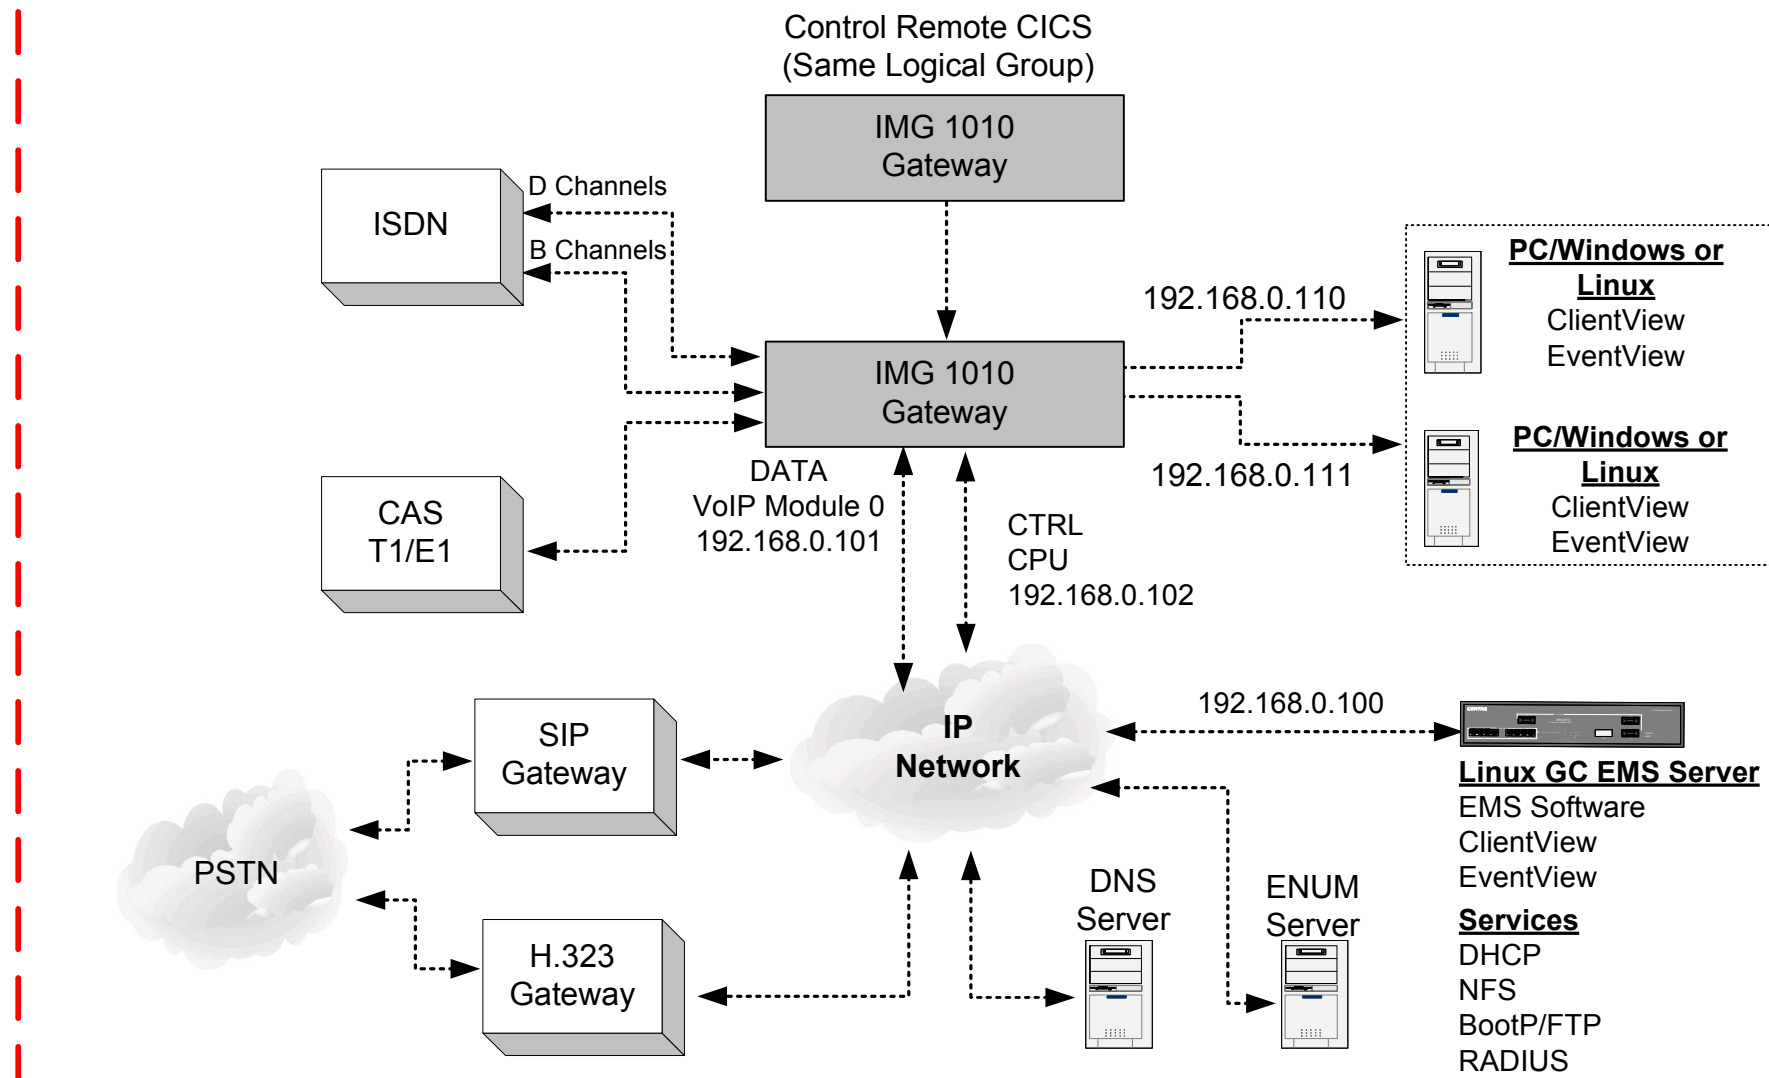 Control Remote CICS
(Same Logical Group)
IMG 1010
Gateway
D Channels
ISDN
B Channels
PC/Windows or
Linux
ClientView
EventView
192.168.0.110
IMG 1010
Gateway
PC/Windows or
Linux
ClientView
EventView
192.168.0.111
DATA
VoIP Module 0
192.168.0.101
CTRL
CPU
192.168.0.102
CAS
T1/E1
SIP
Gateway
IP
Network
192.168.0.100
Linux GC EMS Server
EMS Software
ClientView
EventView
PSTN
DNS
Server
ENUM
Server
Services
DHCP
NFS
BootP/FTP
RADIUS
H.323
Gateway